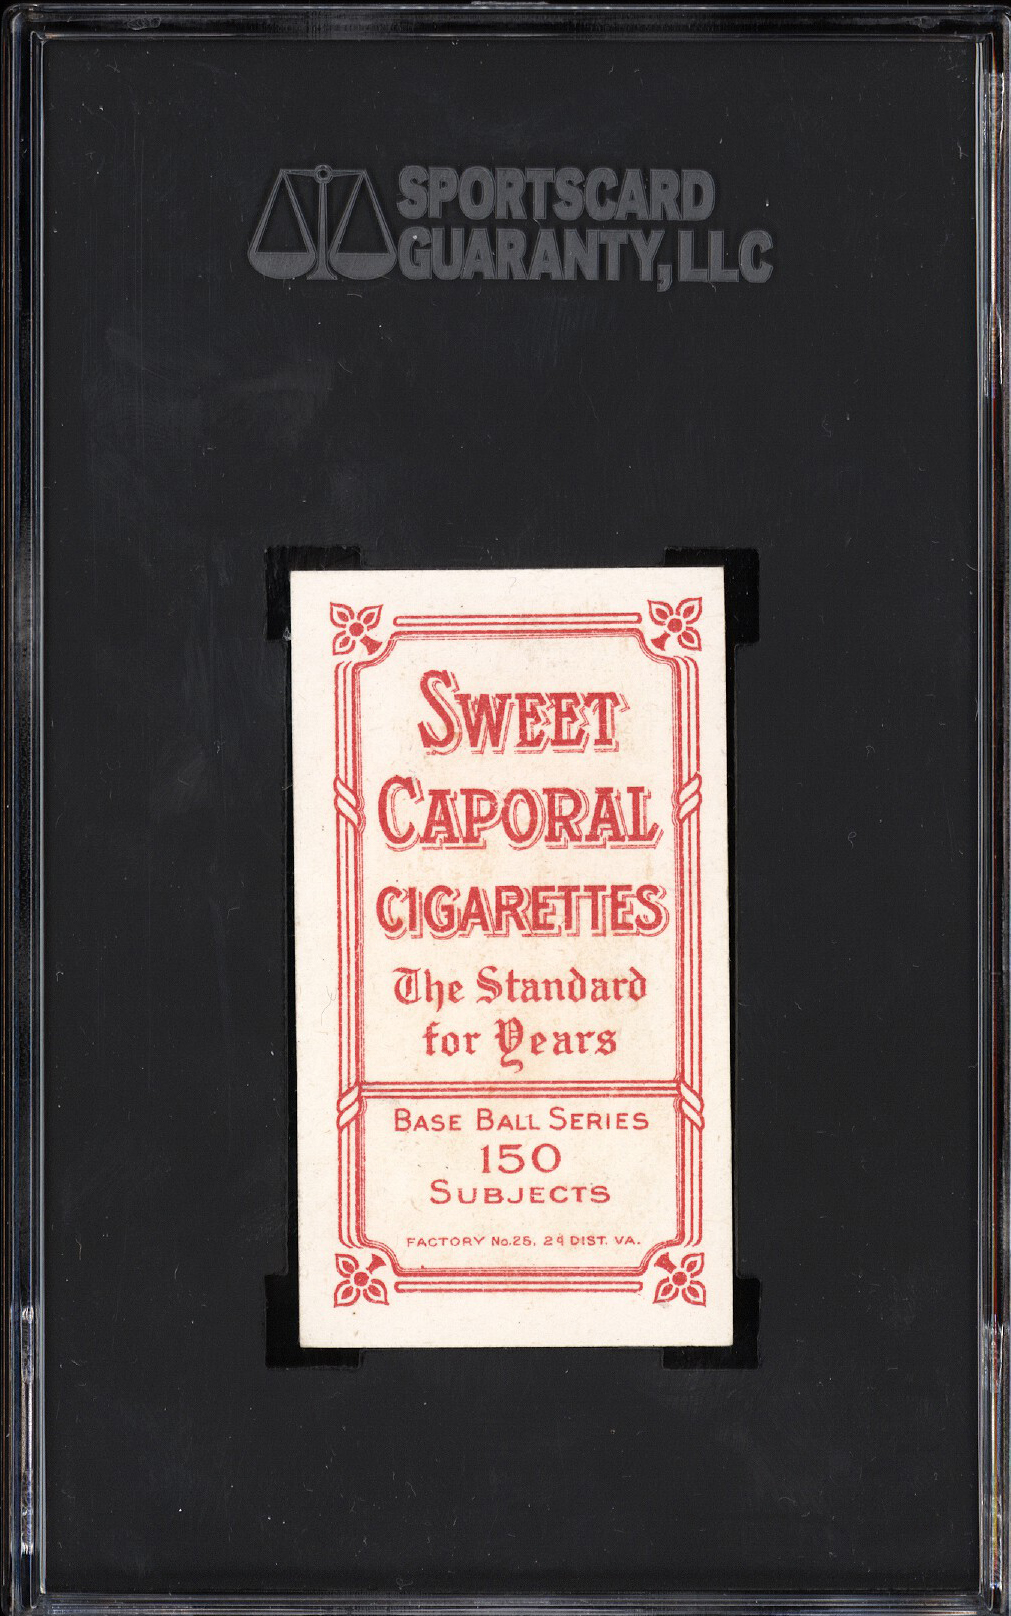 SPORTSCARD
GUARANTY, LLC
SWEET
CAPORAL
CIGARETTES
The Standard
for Years
BASE BALL SERIES
150
SUBJECTS
FACTORY No. 25, 2d DIST. VA.